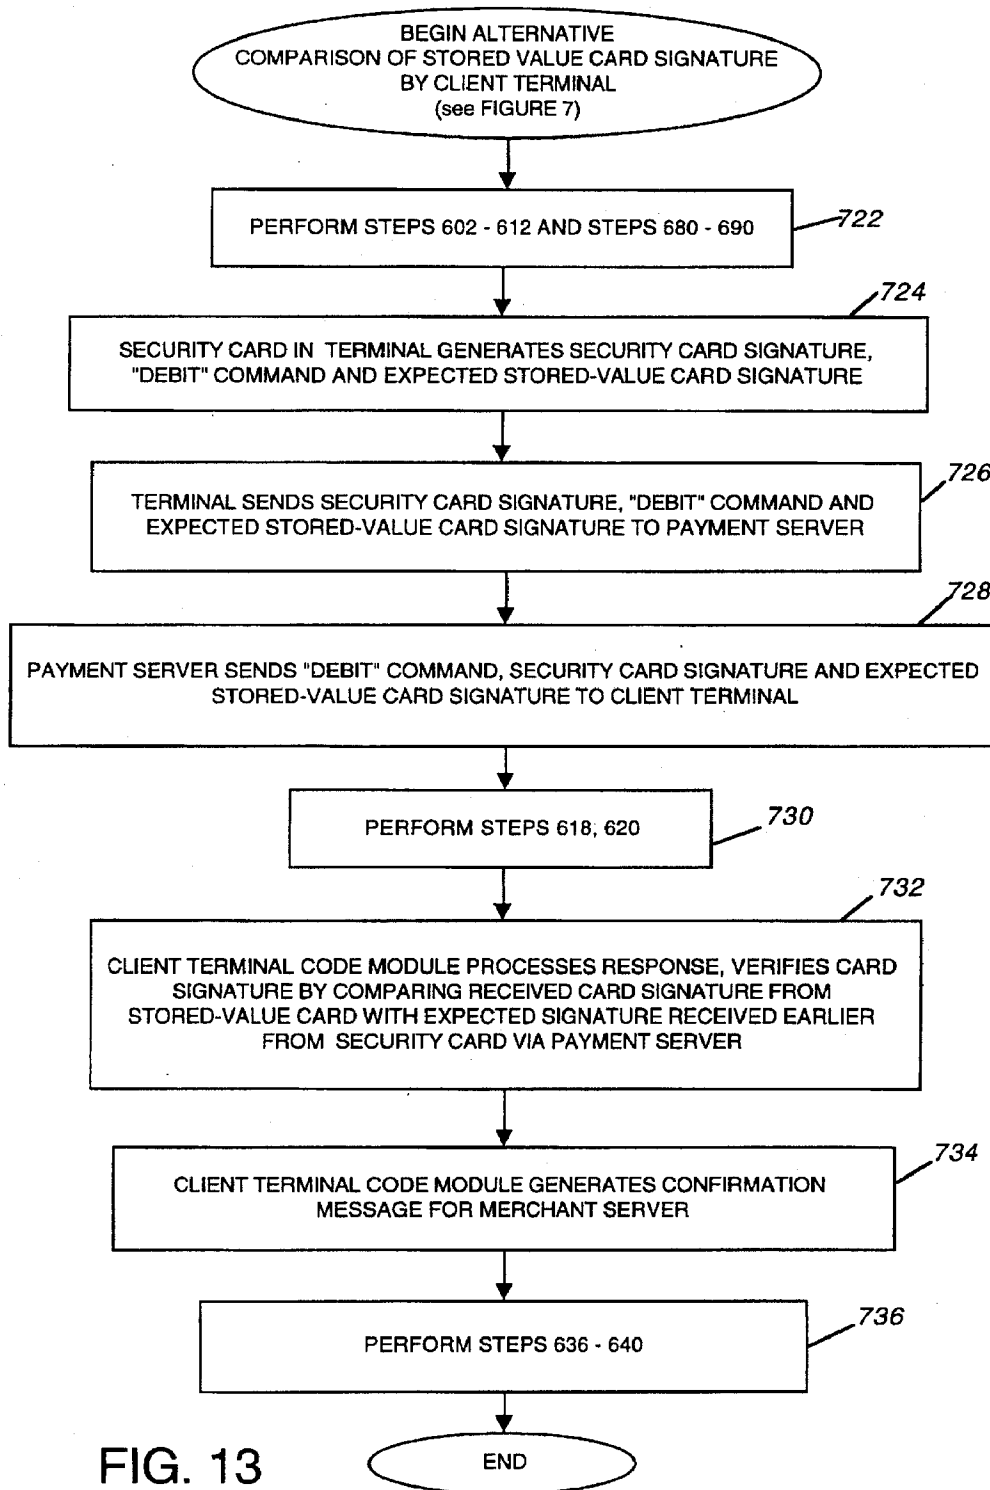 BEGIN ALTERNATIVE
COMPARISON OF STORED VALUE CARD SIGNATURE
BY CLIENT TERMINAL
(see FIGURE 7)
PERFORM STEPS 602 - 612 AND STEPS 680 - 690
722
724
SECURITY CARD IN TERMINAL GENERATES SECURITY CARD SIGNATURE,
"DEBIT" COMMAND AND EXPECTED STORED-VALUE CARD SIGNATURE
726
TERMINAL SENDS SECURITY CARD SIGNATURE, "DEBIT" COMMAND AND
EXPECTED STORED-VALUE CARD SIGNATURE TO PAYMENT SERVER
728
PAYMENT SERVER SENDS "DEBIT" COMMAND, SECURITY CARD SIGNATURE AND EXPECTED
STORED-VALUE CARD SIGNATURE TO CLIENT TERMINAL
PERFORM STEPS 618, 620
730
732
CLIENT TERMINAL CODE MODULE PROCESSES RESPONSE, VERIFIES CARD
SIGNATURE BY COMPARING RECEIVED CARD SIGNATURE FROM
STORED-VALUE CARD WITH EXPECTED SIGNATURE RECEIVED EARLIER
FROM SECURITY CARD VIA PAYMENT SERVER
734
CLIENT TERMINAL CODE MODULE GENERATES CONFIRMATION
MESSAGE FOR MERCHANT SERVER
736
PERFORM STEPS 636 - 640
END
FIG. 13